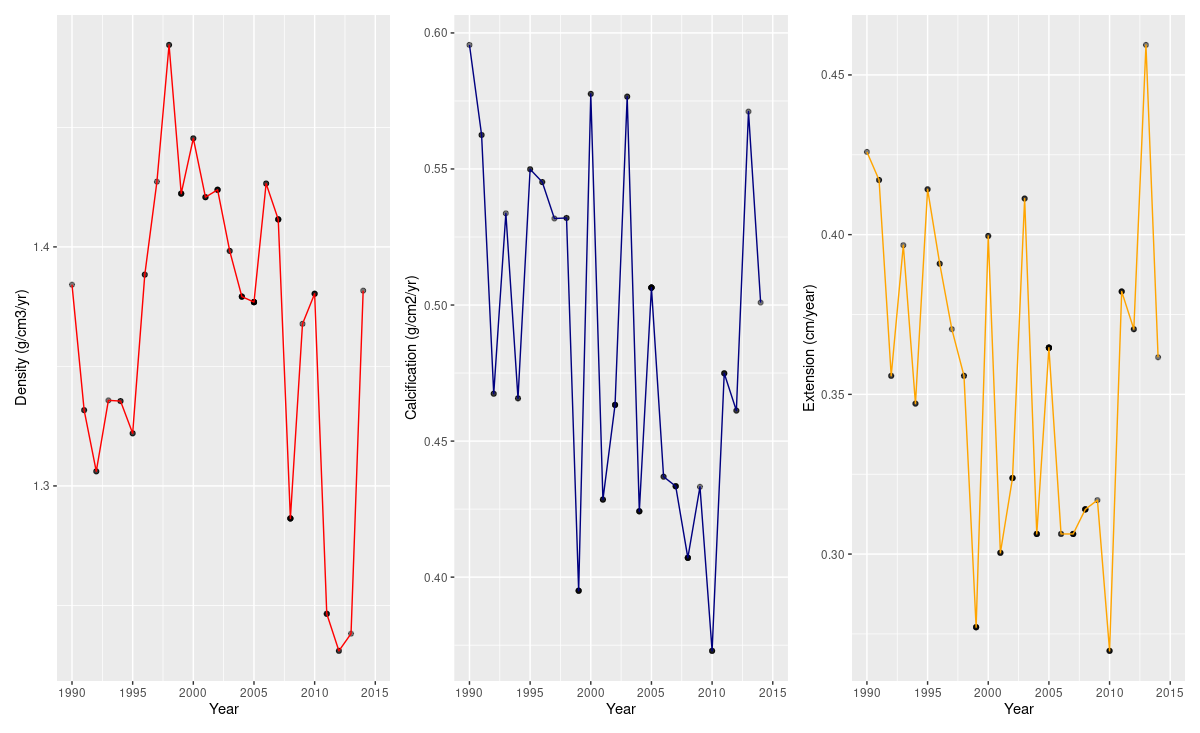 Density (g/cm3/yr)
1.4
1.3
1990 1995 2000 2005 2010 2015
Year
Calcification (g/cm2/yr)
0.60
0.55
0.50
0.45
0.40
1990 1995 2000 2005 2010 2015
Year
Extension (cm/year)
0.45
0.40
0.35
0.30
1990 1995 2000 2005 2010 2015
Year